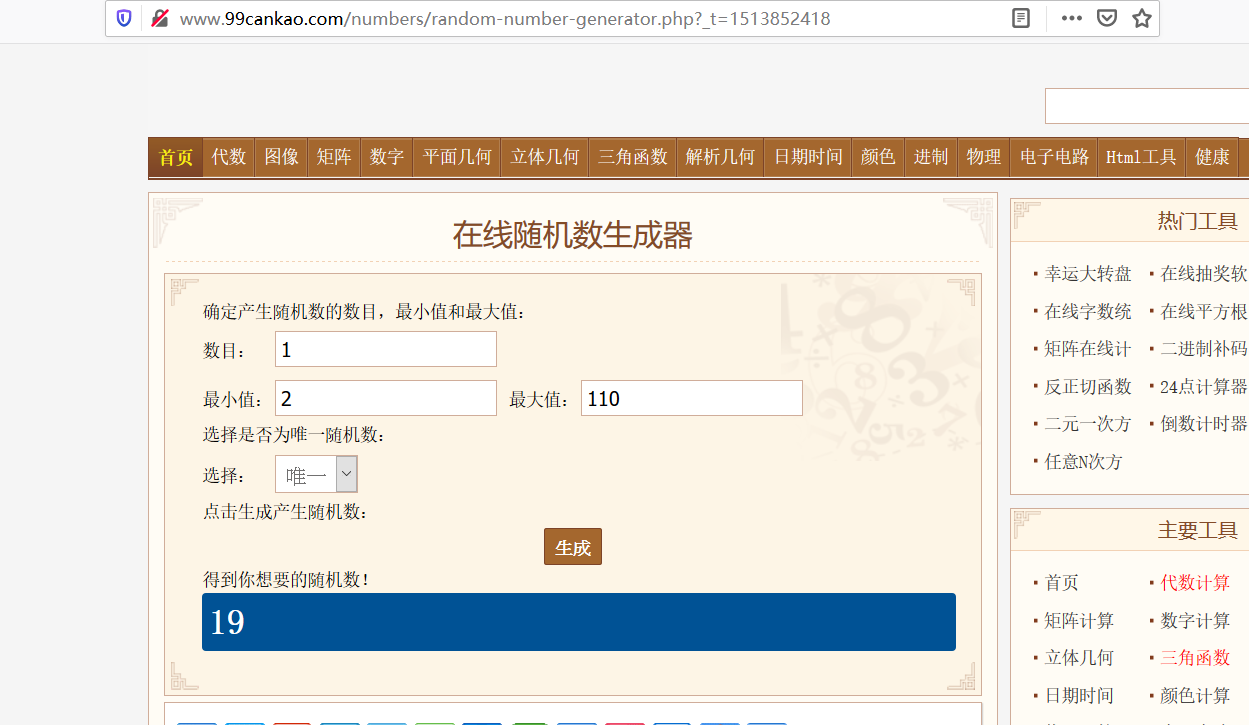 www.99cankao.com/numbers/random-number-generator.php?_t=1513852418
首页 代数 图像 矩阵 数字 平面几何 立体几何 三角函数 解析几何 日期时间 颜色 进制 物理 电子电路 Html工具 健康
在线随机数生成器
确定产生随机数的数目，最小值和最大值：
数目： 1
最小值： 2 最大值： 110
选择是否为唯一随机数：
选择： 唯一
点击生成产生随机数：
生成
得到你想要的随机数！
19
热门工具
· 幸运大转盘 · 在线抽奖软
· 在线字数统 · 在线平方根
· 矩阵在线计 · 二进制补码
· 反正切函数 · 24点计算器
· 二元一次方 · 倒数计时器
· 任意N次方
主要工具
· 首页 · 代数计算
· 矩阵计算 · 数字计算
· 立体几何 · 三角函数
· 日期时间 · 颜色计算